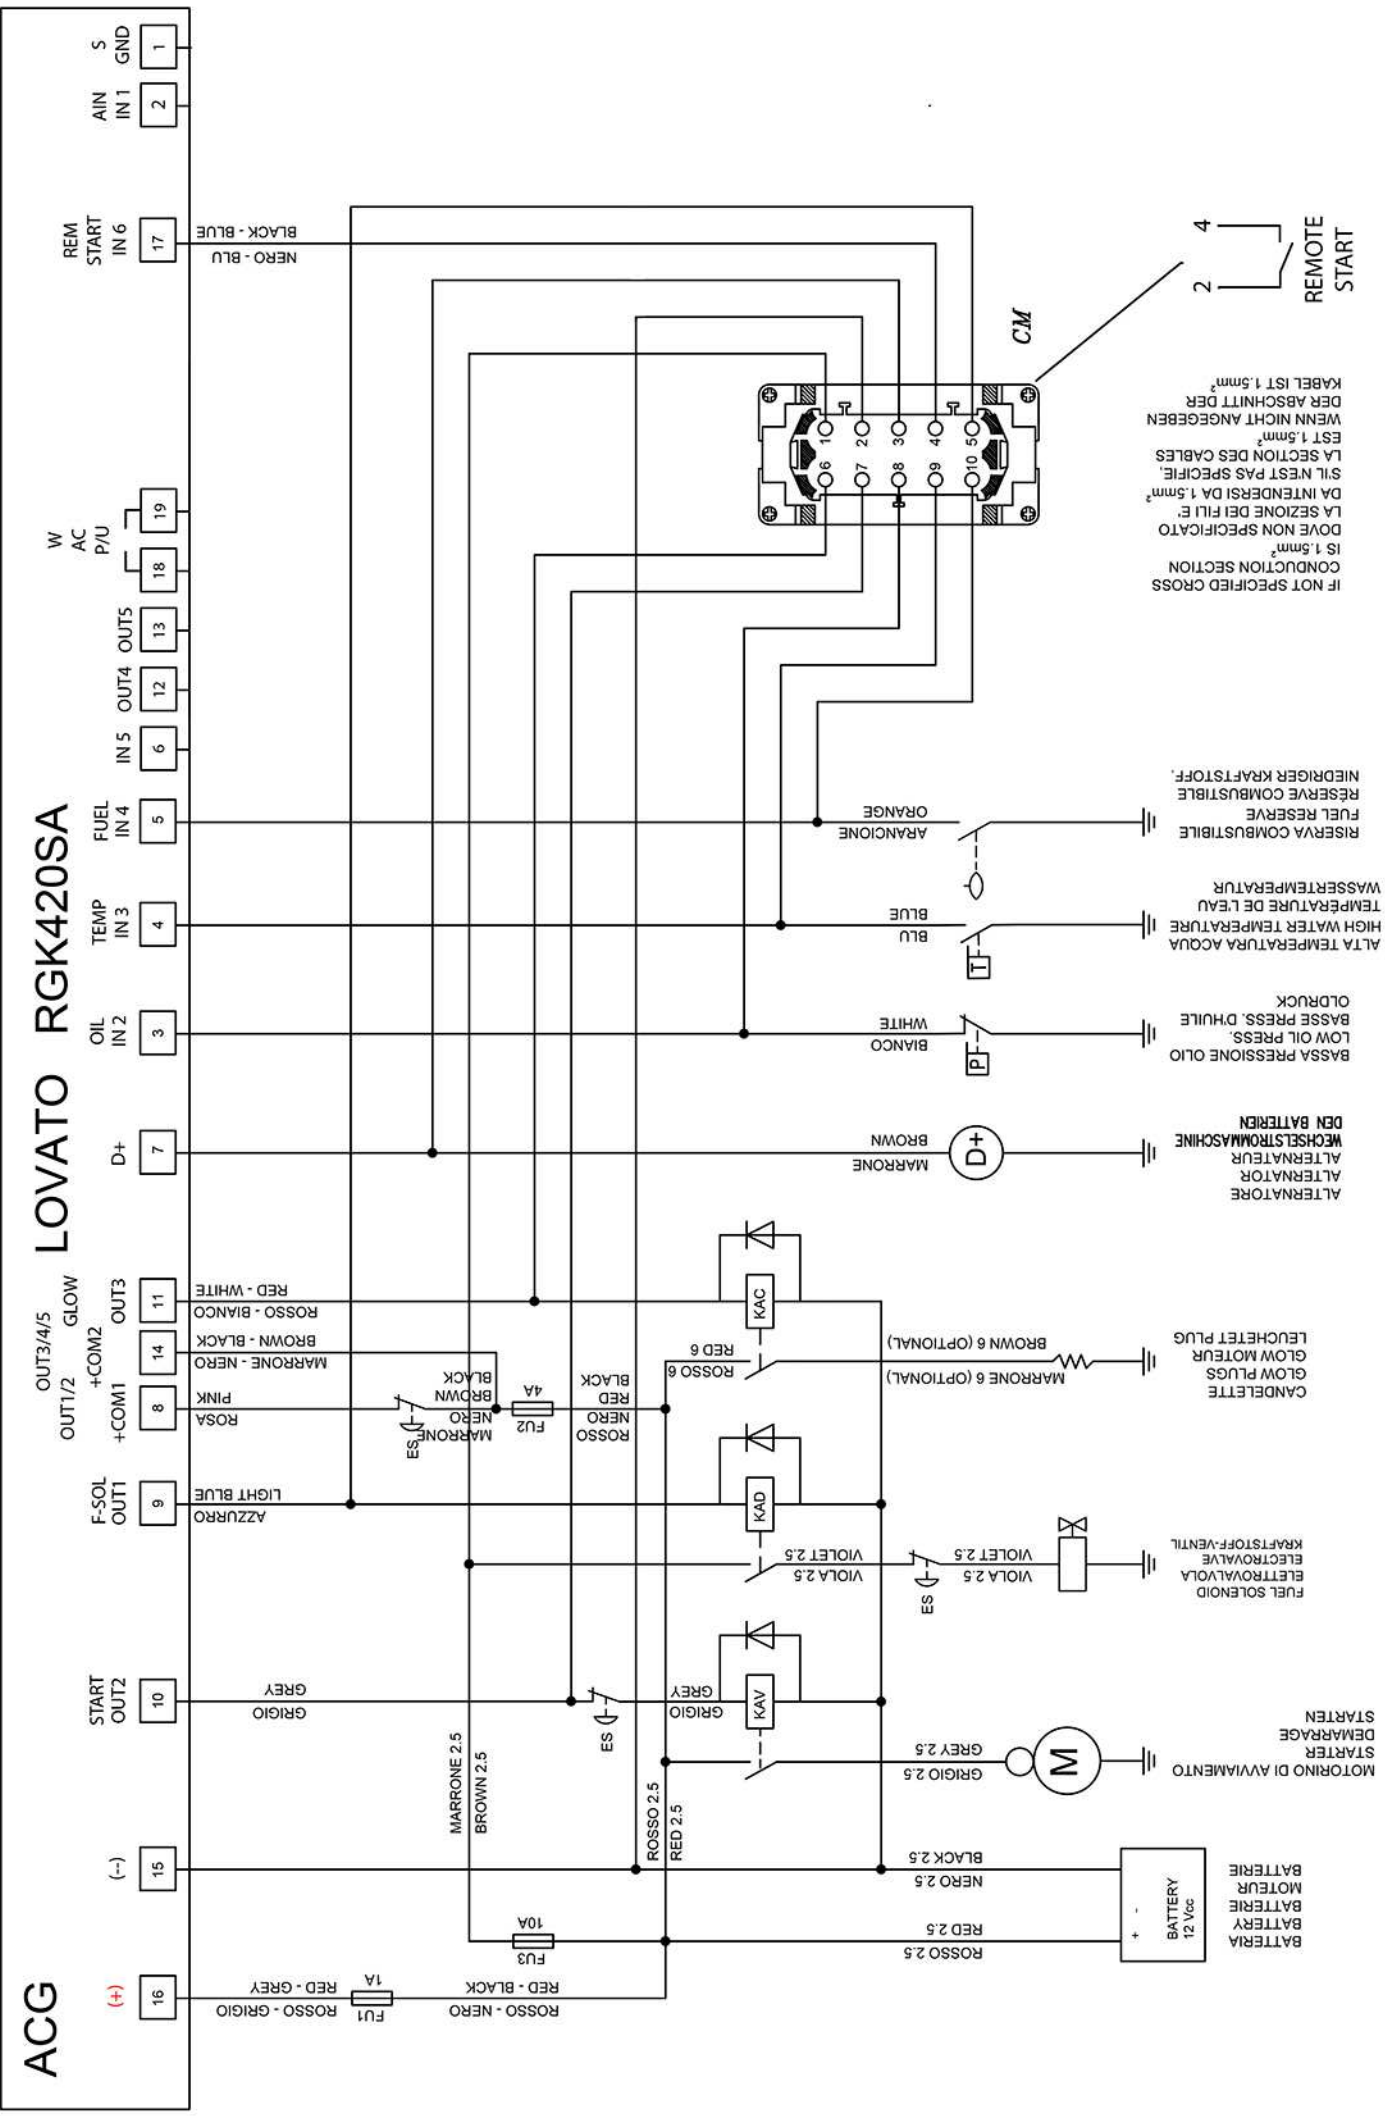 ACG
LOVATO RGK420SA
(+)
16
(--)
15
START
OUT2
10
F-SOL
OUT1
9
OUT1/2
+COM1
8
OUT3/4/5
+COM2
14
GLOW
OUT3
11
D+
7
OIL
IN 2
3
TEMP
IN 3
4
FUEL
IN 4
5
IN 5
6
OUT4
12
OUT5
13
W
AC
P/U
18
19
REM
START
IN 6
17
AIN
IN 1
2
S
GND
1
ROSSO - GRIGIO
RED - GREY
FU1
1A
ROSSO - NERO
RED - BLACK
FU3
10A
MARRONE 2.5
BROWN 2.5
ROSSO 2.5
RED 2.5
GRIGIO
GREY
ES
GRIGIO
GREY
KAV
GRIGIO 2.5
GREY 2.5
M
AZZURRO
LIGHT BLUE
KAD
VIOLA 2.5
VIOLET 2.5
ES
VIOLA 2.5
VIOLET 2.5
ROSA
PINK
ES
MARRONE
NERO
BROWN
BLACK
FU2
4A
ROSSO
NERO
RED
BLACK
MARRONE - NERO
BROWN - BLACK
ROSSO - BIANCO
RED - WHITE
KAC
ROSSO 6
RED 6
MARRONE 6 (OPTIONAL)
BROWN 6 (OPTIONAL)
MARRONE
BROWN
D+
BIANCO
WHITE
P
BLU
BLUE
T
ARANCIONE
ORANGE
NERO - BLU
BLACK - BLUE
NERO 2.5
BLACK 2.5
ROSSO 2.5
RED 2.5
+ -
BATTERY
12 Vcc
BATTERIA
BATTERY
BATTERIE
MOTEUR
BATTERIE
MOTORINO DI AVVIAMENTO
STARTER
DEMARRAGE
STARTEN
FUEL SOLENOID
ELETTROVALVOLA
ELECTROVALVE
KRAFTSTOFF-VENTIL
CANDELETTE
GLOW PLUGS
GLOW MOTEUR
LEUCHETET PLUG
ALTERNATORE
ALTERNATOR
ALTERNATEUR
WECHSELSTROMMASCHINE
DEN BATTERIEN
BASSA PRESSIONE OLIO
LOW OIL PRESS.
BASSE PRESS. D'HUILE
OLDRUCK
ALTA TEMPERATURA ACQUA
HIGH WATER TEMPERATURE
TEMPÉRATURE DE L'EAU
WASSERTEMPERATUR
RISERVA COMBUSTIBILE
FUEL RESERVE
RÉSERVE COMBUSTIBLE
NIEDRIGER KRAFTSTOFF.
6 7 8 9 10
1 2 3 4 5
CM
IF NOT SPECIFIED CROSS
CONDUCTION SECTION
IS 1.5mm²
DOVE NON SPECIFICATO
LA SEZIONE DEI FILI E'
DA INTENDERSI DA 1.5mm²
S'IL N'EST PAS SPECIFIE,
LA SECTION DES CABLES
EST 1.5mm²
WENN NICHT ANGEGEBEN
DER ABSCHNITT DER
KABEL IST 1.5mm²
2 4
REMOTE
START